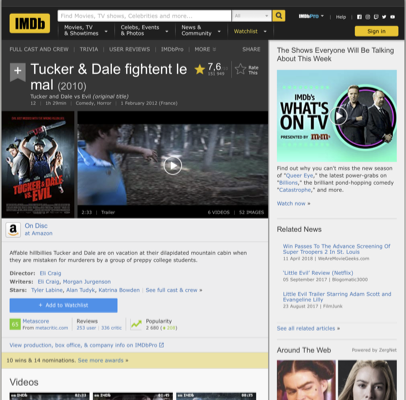 IMDb
Find Movies, TV shows, Celebrities and more...
All
IMDbPro
Help
Movies, TV
& Showtimes
Celebs, Events
& Photos
News &
Community
Watchlist
Sign in
FULL CAST AND CREW | TRIVIA | USER REVIEWS | IMDbPro | MORE
SHARE
Tucker & Dale fightent le
mal (2010)
Tucker and Dale vs Evil (original title)
12 | 1h 29min | Comedy, Horror | 1 February 2012 (France)
7,6
Rate
This
TUCKER & DALE
VS. EVIL
2:33 | Trailer
6 VIDEOS | 52 IMAGES
On Disc
at Amazon
Affable hillbillies Tucker and Dale are on vacation at their dilapidated mountain cabin when
they are mistaken for murderers by a group of preppy college students.
Director: Eli Craig
Writers: Eli Craig, Morgan Jurgenson
Stars: Tyler Labine, Alan Tudyk, Katrina Bowden | See full cast & crew »
+ Add to Watchlist
Metascore
From metacritic.com
Reviews
253 user | 336 critic
Popularity
View production, box office, & company info on IMDbPro
10 wins & 14 nominations. See more awards »
Videos
The Shows Everyone Will Be Talking
About This Week
IMDb's
WHAT'S
ON TV
PRESENTED BY M&M'S
Find out why you can't miss the new season
of "Queer Eye," the latest power-grabs on
"Billions," the brilliant pond-hopping comedy
"Catastrophe," and more.
Watch now »
Related News
Win Passes To The Advance Screening Of
Super Troopers 2 In St. Louis
11 April 2018 | WeAreMovieGeeks.com
'Little Evil' Review (Netflix)
05 September 2017 | Blogomatic3000
Little Evil Trailer Starring Adam Scott and
Evangeline Lilly
23 August 2017 | FilmJunk
See all related articles »
Around The Web
Powered by ZergNet